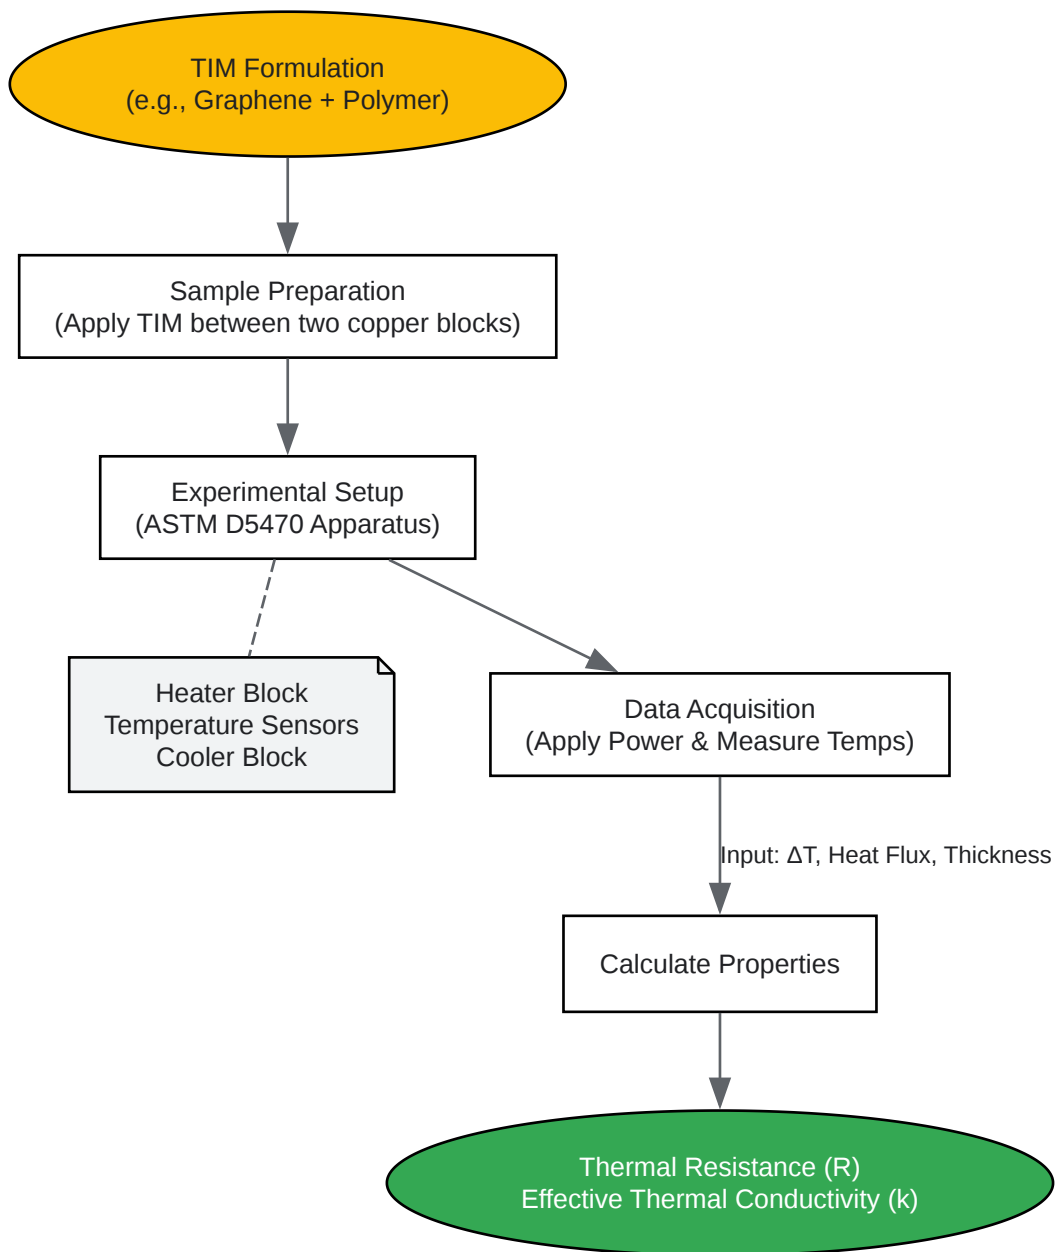 TIM Formulation
(e.g., Graphene + Polymer)
Sample Preparation
(Apply TIM between two copper blocks)
Experimental Setup
(ASTM D5470 Apparatus)
Heater Block
Temperature Sensors
Cooler Block
Data Acquisition
(Apply Power & Measure Temps)
Input: ΔT, Heat Flux, Thickness
Calculate Properties
Thermal Resistance (R)
Effective Thermal Conductivity (k)